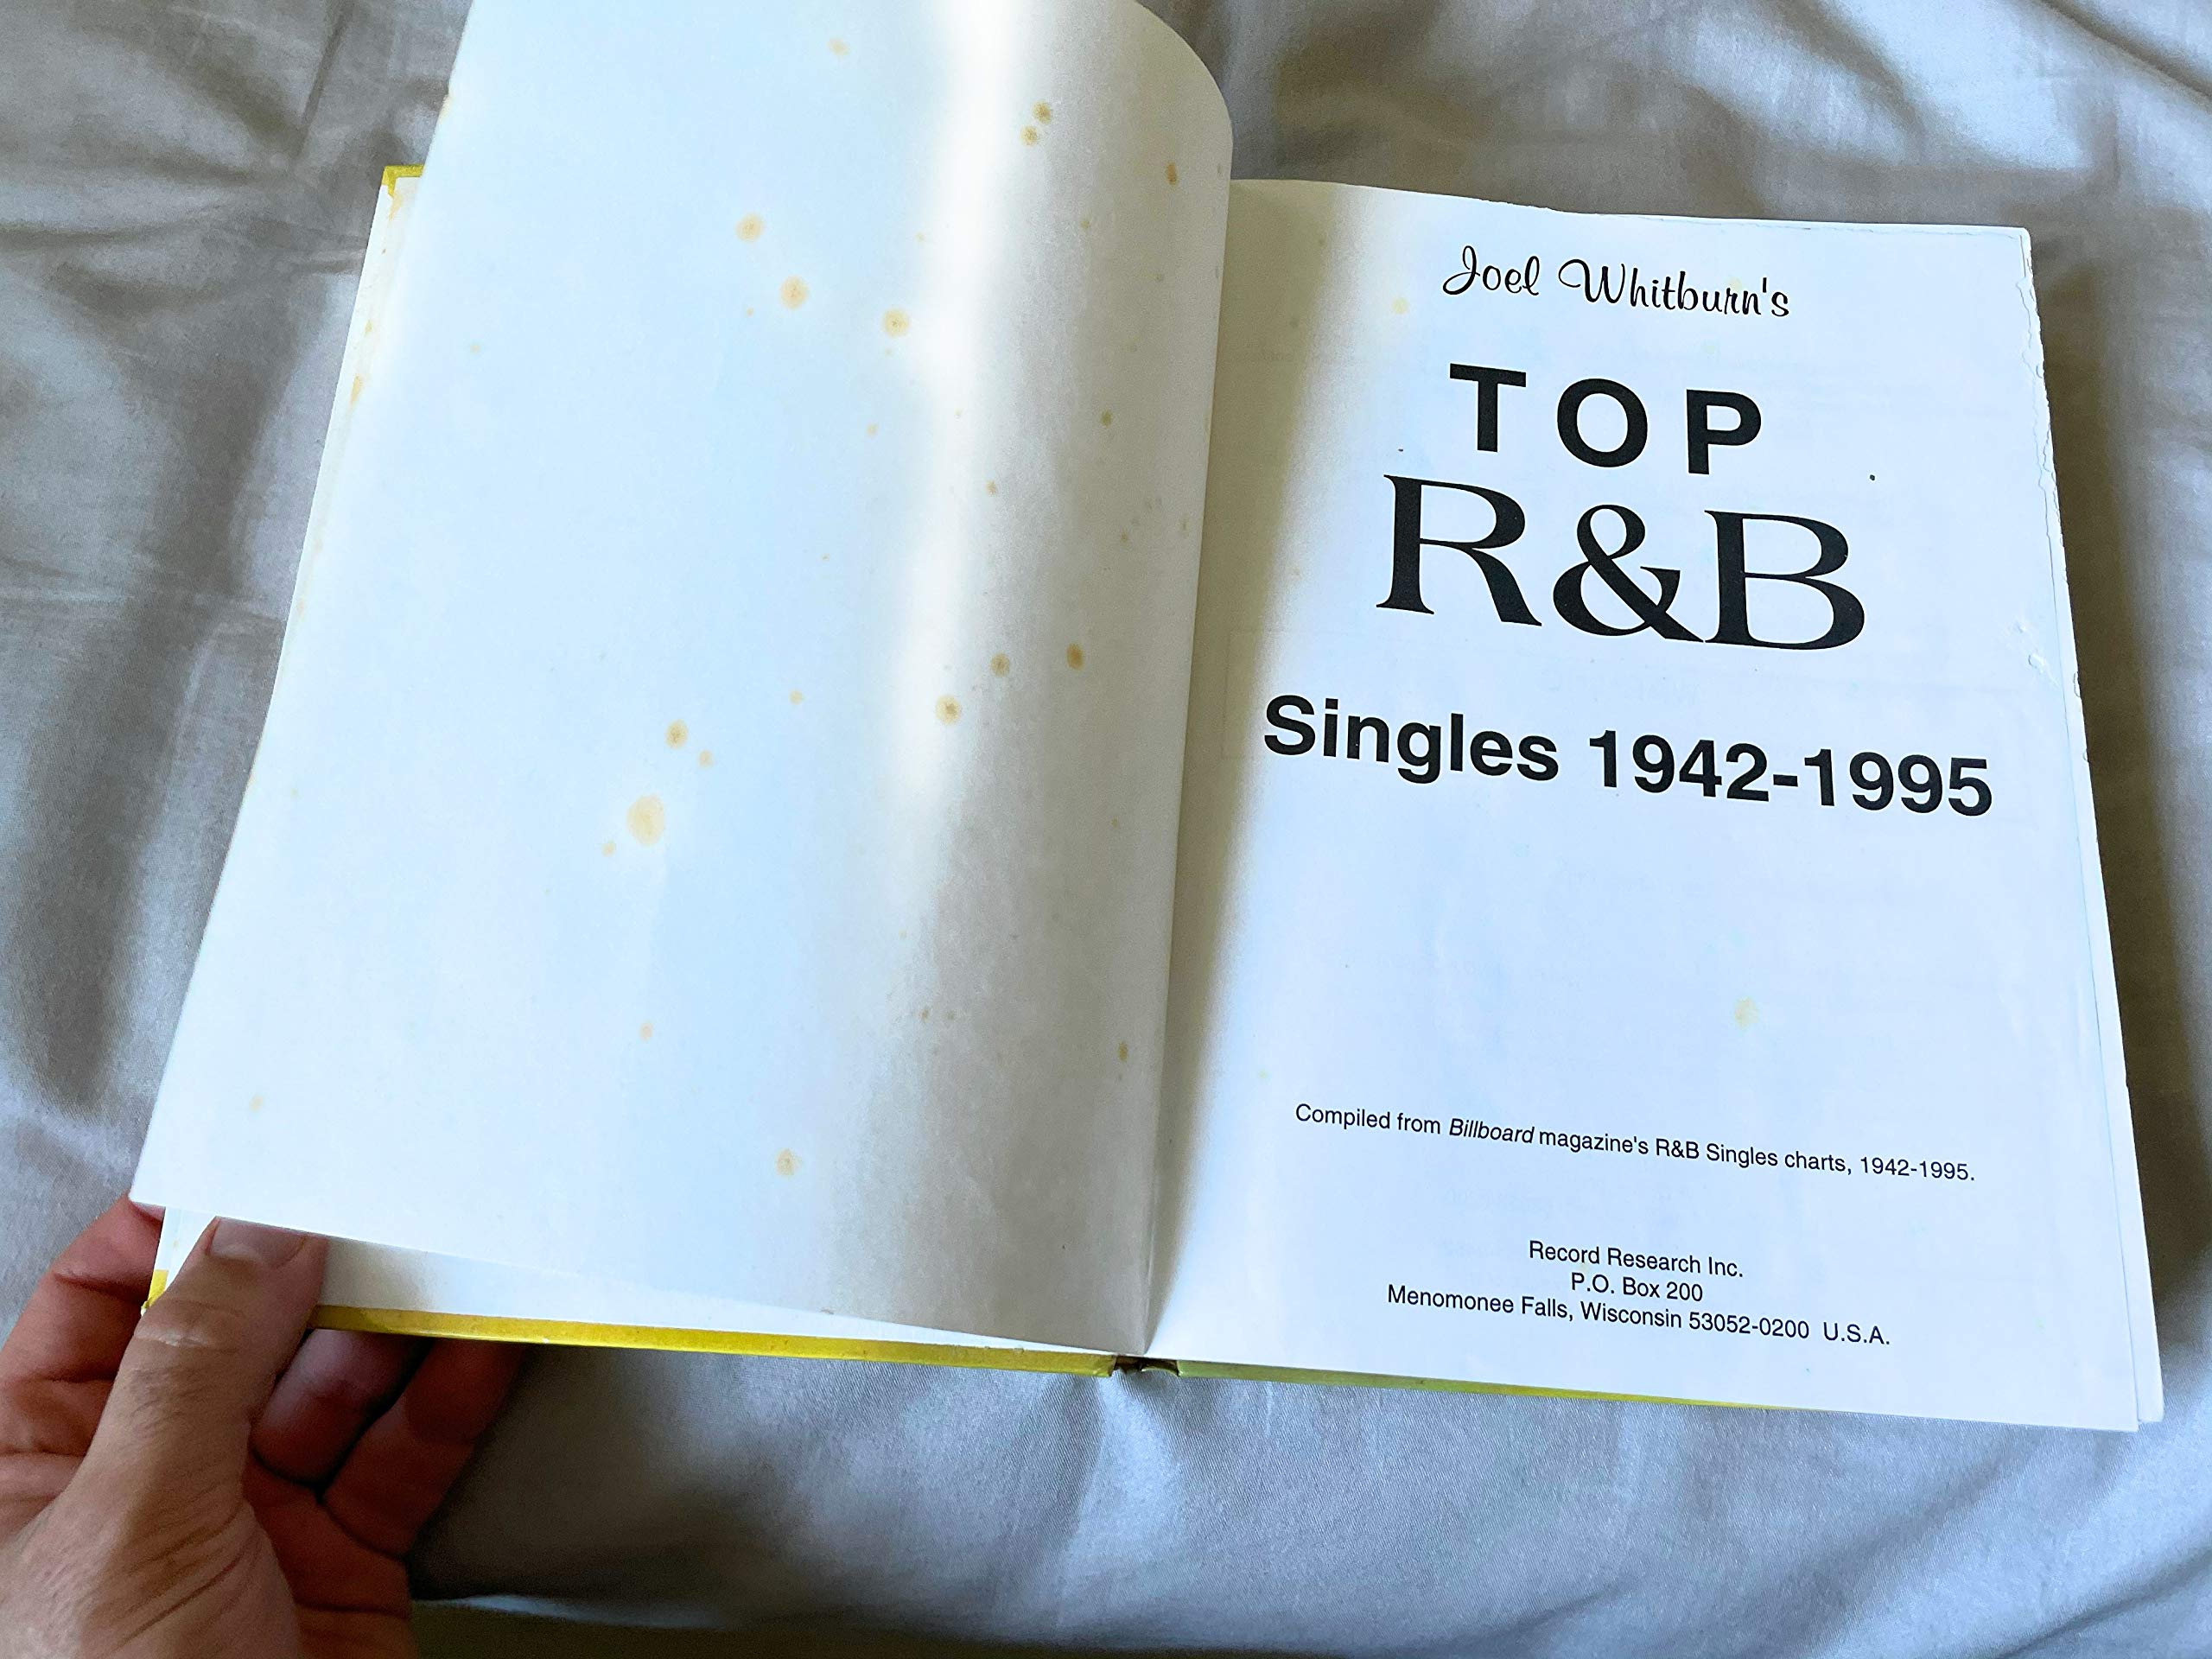 Joel Whitburn's
TOP
R&B
Singles 1942-1995
Compiled from Billboard magazine's R&B Singles charts, 1942-1995.
Record Research Inc.
P.O. Box 200
Menomonee Falls, Wisconsin 53052-0200 U.S.A.